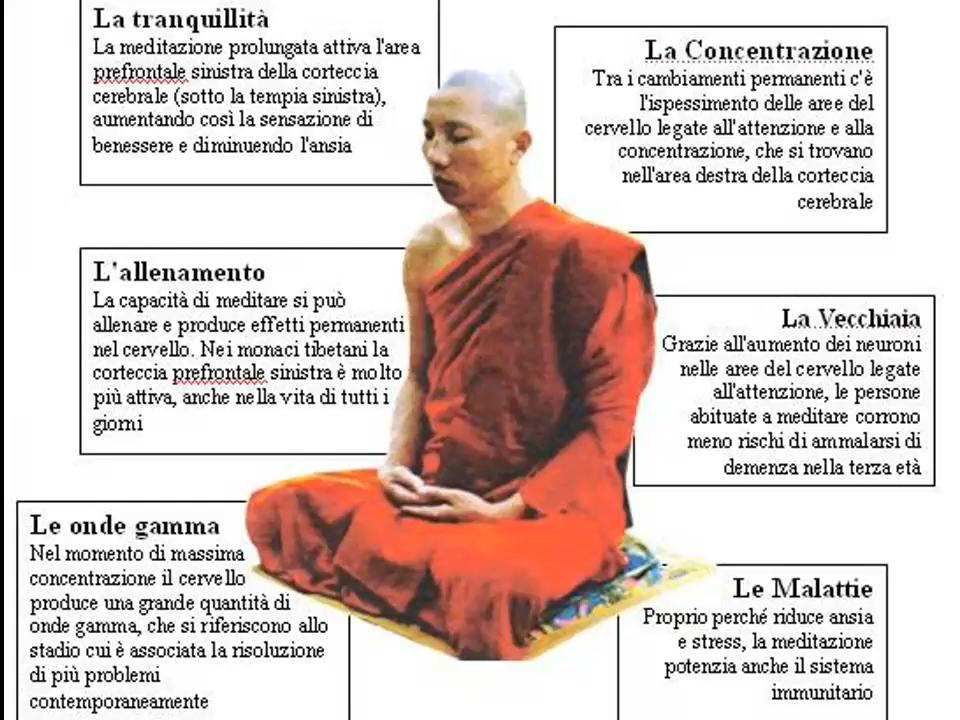 La tranquillità
La meditazione prolungata attiva l'area
prefrontale sinistra della corteccia
cerebrale (sotto la tempia sinistra),
aumentando così la sensazione di
benessere e diminuendo l'ansia
La Concentrazione
Tra i cambiamenti permanenti c'è
l'ispessimento delle aree del
cervello legate all'attenzione e alla
concentrazione, che si trovano
nell'area destra della corteccia
cerebrale
L'allenamento
La capacità di meditare si può
allenare e produce effetti permanenti
nel cervello. Nei monaci tibetani la
corteccia prefrontale sinistra è molto
più attiva, anche nella vita di tutti i
giorni
La Vecchiaia
Grazie all'aumento dei neuroni
nelle aree del cervello legate
all'attenzione, le persone
abituate a meditare corrono
meno rischi di ammalarsi di
demenza nella terza età
Le onde gamma
Nel momento di massima
concentrazione il cervello
produce una grande quantità di
onde gamma, che si riferiscono allo
stadio cui è associata la risoluzione
di più problemi
contemporaneamente
Le Malattie
Proprio perché riduce ansia
e stress, la meditazione
potenzia anche il sistema
immunitario